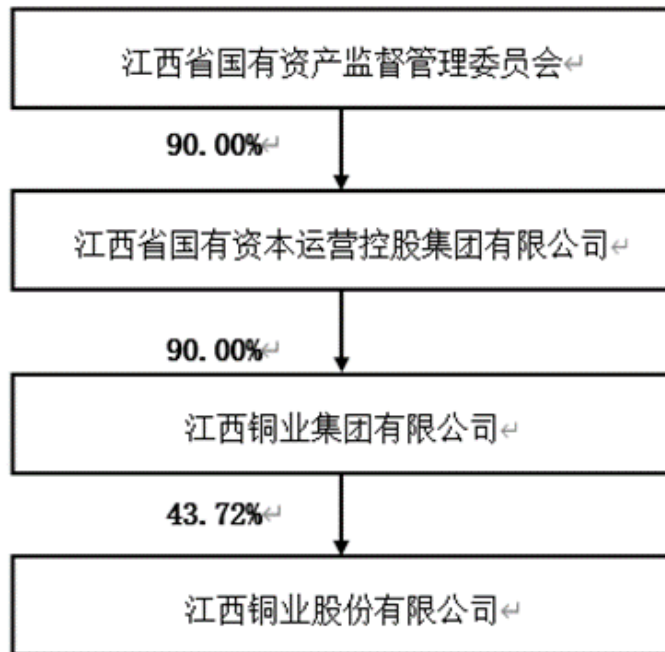 江西省国有资产监督管理委员会↵
90.00%↵
江西省国有资本运营控股集团有限公司↵
90.00%↵
江西铜业集团有限公司↵
43.72%↵
江西铜业股份有限公司↵